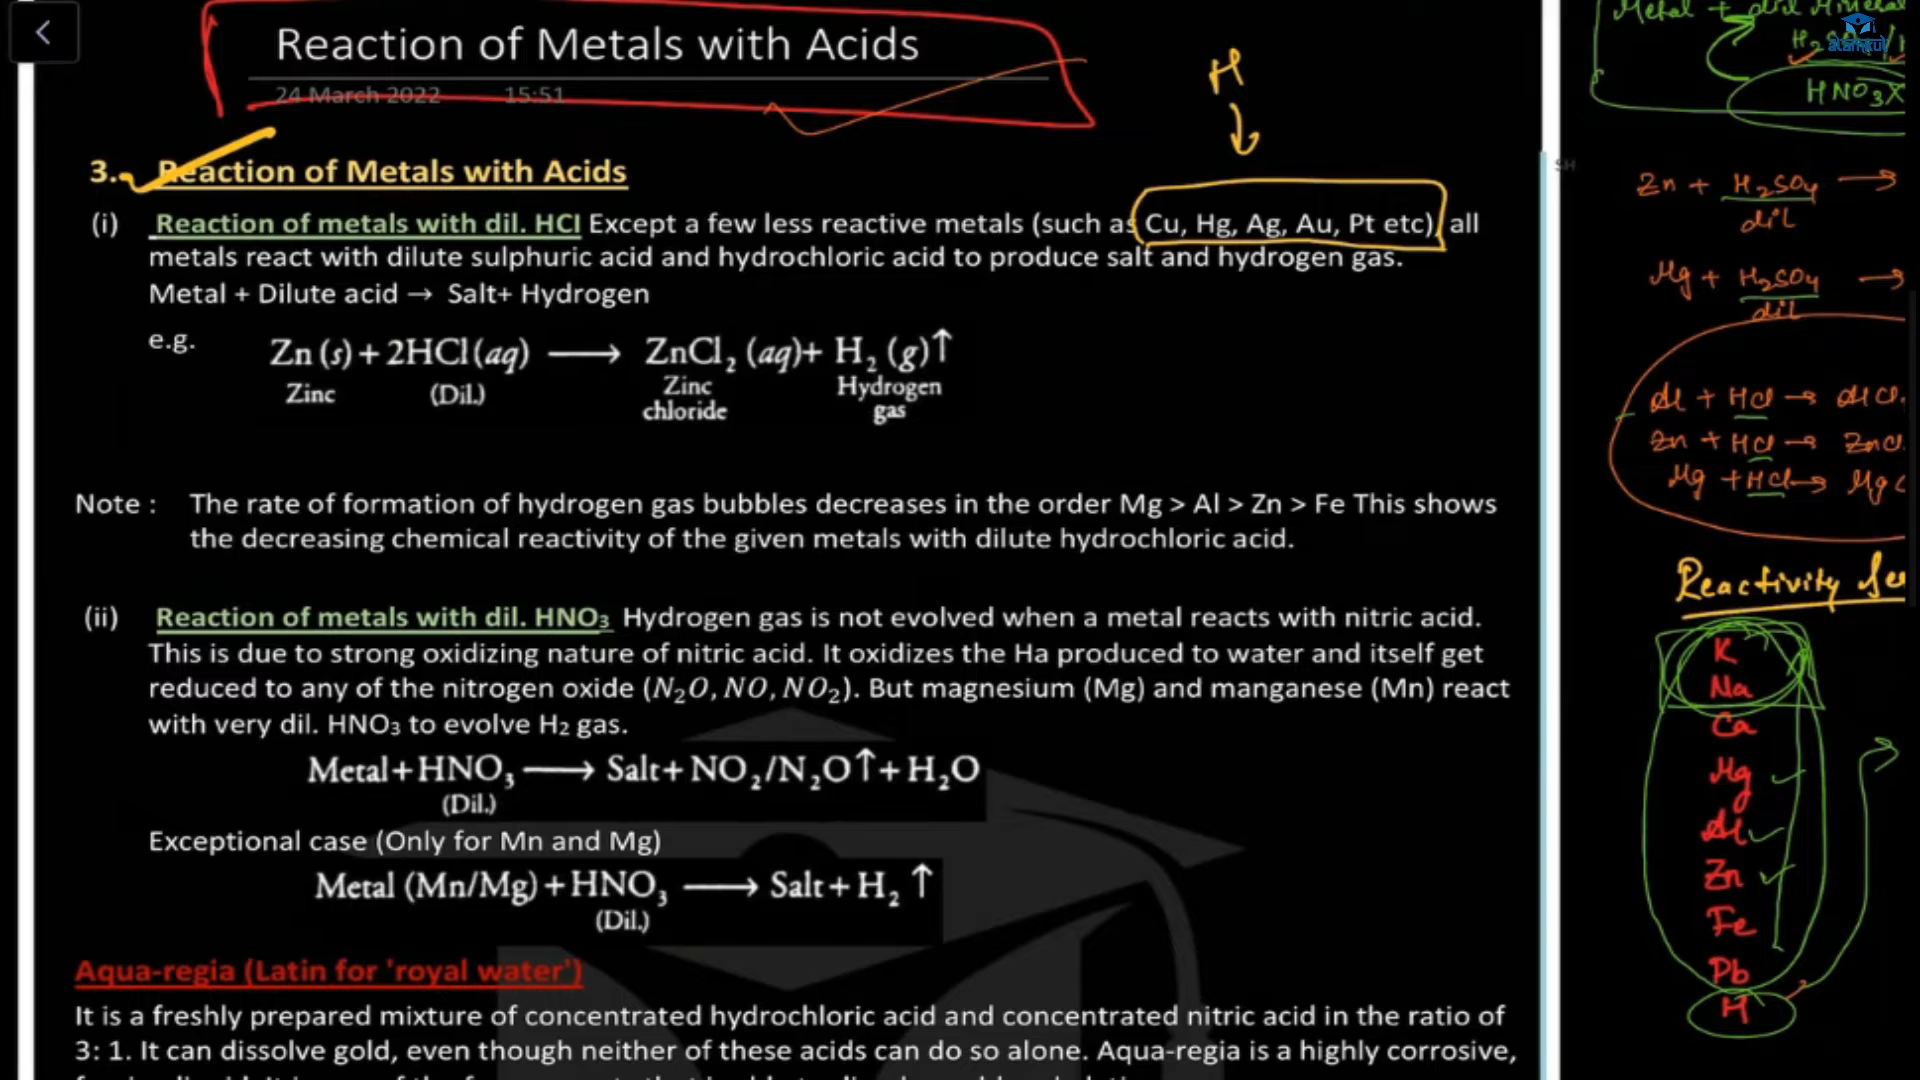 Reaction of Metals with Acids
24 March 2022 15:51
H
3. Reaction of Metals with Acids
(i) Reaction of metals with dil. HCl Except a few less reactive metals (such as Cu, Hg, Ag, Au, Pt etc), all
metals react with dilute sulphuric acid and hydrochloric acid to produce salt and hydrogen gas.
Metal + Dilute acid → Salt+ Hydrogen
e.g. Zn (s) + 2HCl (aq) ⟶ ZnCl₂ (aq)+ H₂ (g)↑
Zinc (Dil.) Zinc Hydrogen
chloride gas
Note : The rate of formation of hydrogen gas bubbles decreases in the order Mg > Al > Zn > Fe This shows
the decreasing chemical reactivity of the given metals with dilute hydrochloric acid.
(ii) Reaction of metals with dil. HNO₃ Hydrogen gas is not evolved when a metal reacts with nitric acid.
This is due to strong oxidizing nature of nitric acid. It oxidizes the Ha produced to water and itself get
reduced to any of the nitrogen oxide (N₂O, NO, NO₂). But magnesium (Mg) and manganese (Mn) react
with very dil. HNO₃ to evolve H₂ gas.
Metal+HNO₃ ⟶ Salt+ NO₂/N₂O↑+H₂O
(Dil.)
Exceptional case (Only for Mn and Mg)
Metal (Mn/Mg) + HNO₃ ⟶ Salt + H₂ ↑
(Dil.)
Aqua-regia (Latin for 'royal water')
It is a freshly prepared mixture of concentrated hydrochloric acid and concentrated nitric acid in the ratio of
3: 1. It can dissolve gold, even though neither of these acids can do so alone. Aqua-regia is a highly corrosive,
Metal + dil Mineral
HNO₃X
Zn + H₂SO₄ →
dil
Mg + H₂SO₄ →
dil
Al + HCl → AlCl
Zn + HCl → ZnCl
Mg + HCl → MgC
Reactivity Se
K
Na
Ca
Mg
Al
Zn
Fe
Pb
H